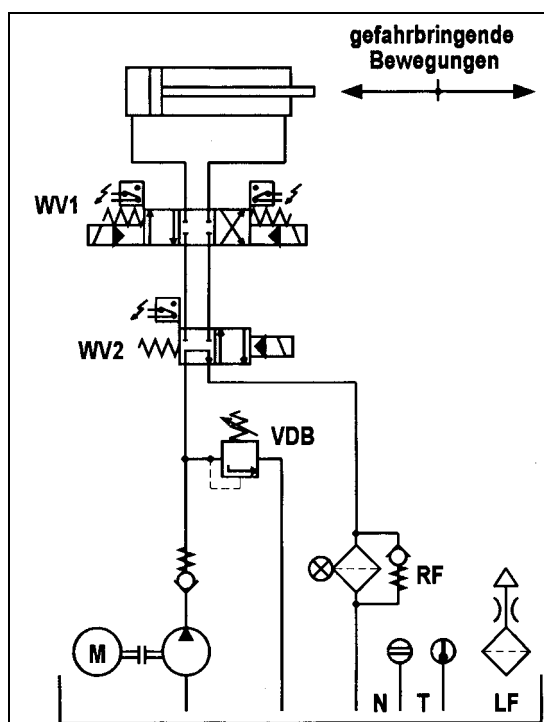 gefahrbringende
Bewegungen
WV1
WV2
VDB
RF
M
N T LF